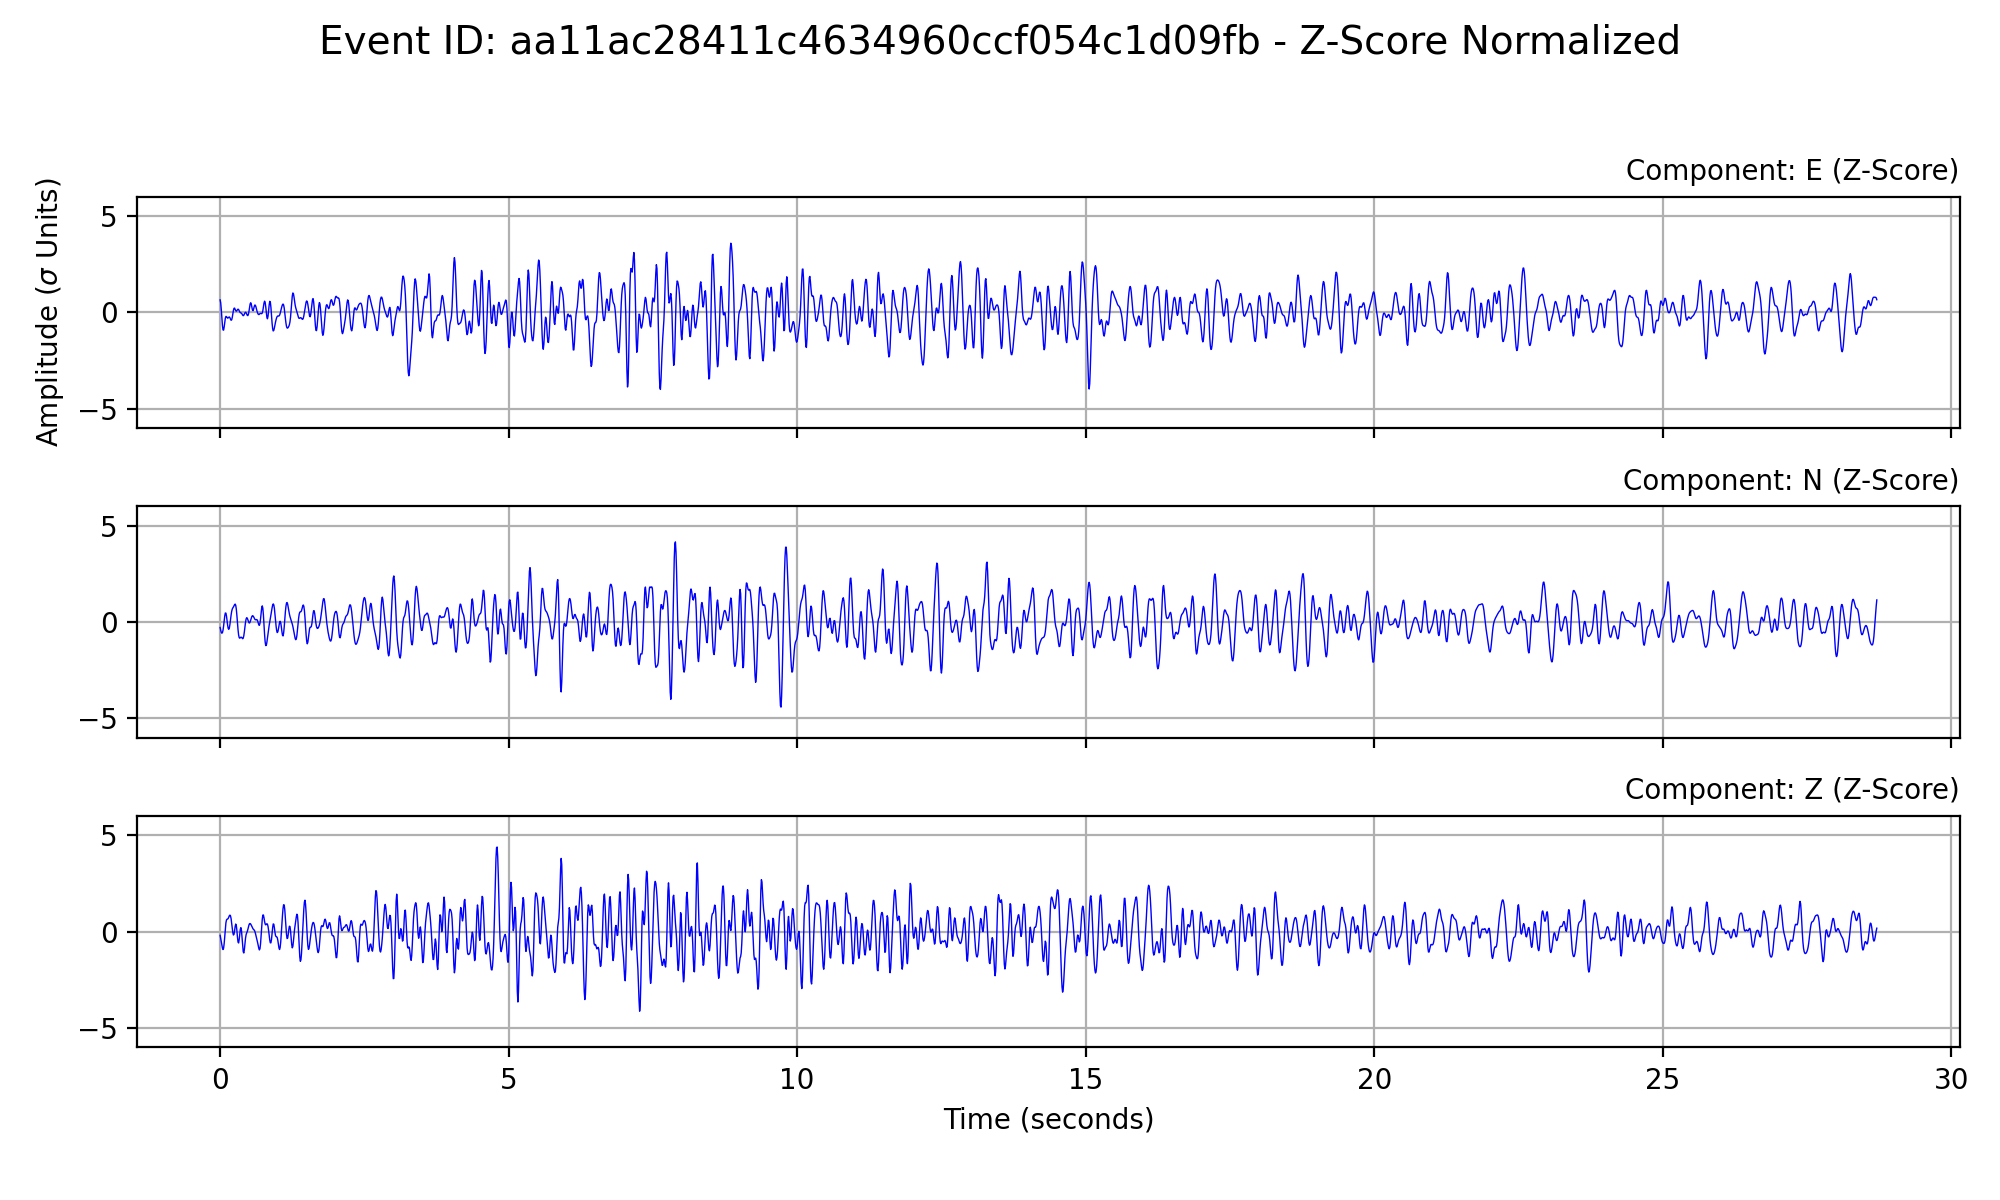 Event ID: aa11ac28411c4634960ccf054c1d09fb - Z-Score Normalized
Component: E (Z-Score)
Amplitude (σ Units)
5
0
−5
Component: N (Z-Score)
5
0
−5
Component: Z (Z-Score)
5
0
−5
0 5 10 15 20 25 30
Time (seconds)